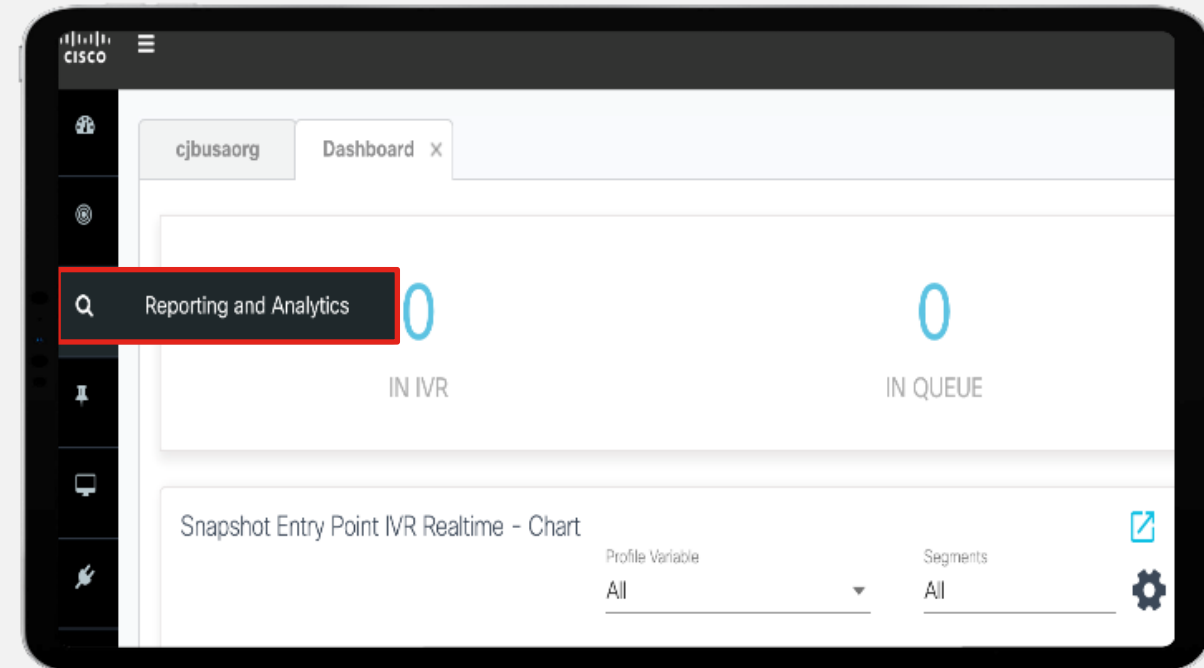 CISCO
cjbusaorg Dashboard ×
Reporting and Analytics
0 0
IN IVR IN QUEUE
Snapshot Entry Point IVR Realtime - Chart
Profile Variable Segments
All All